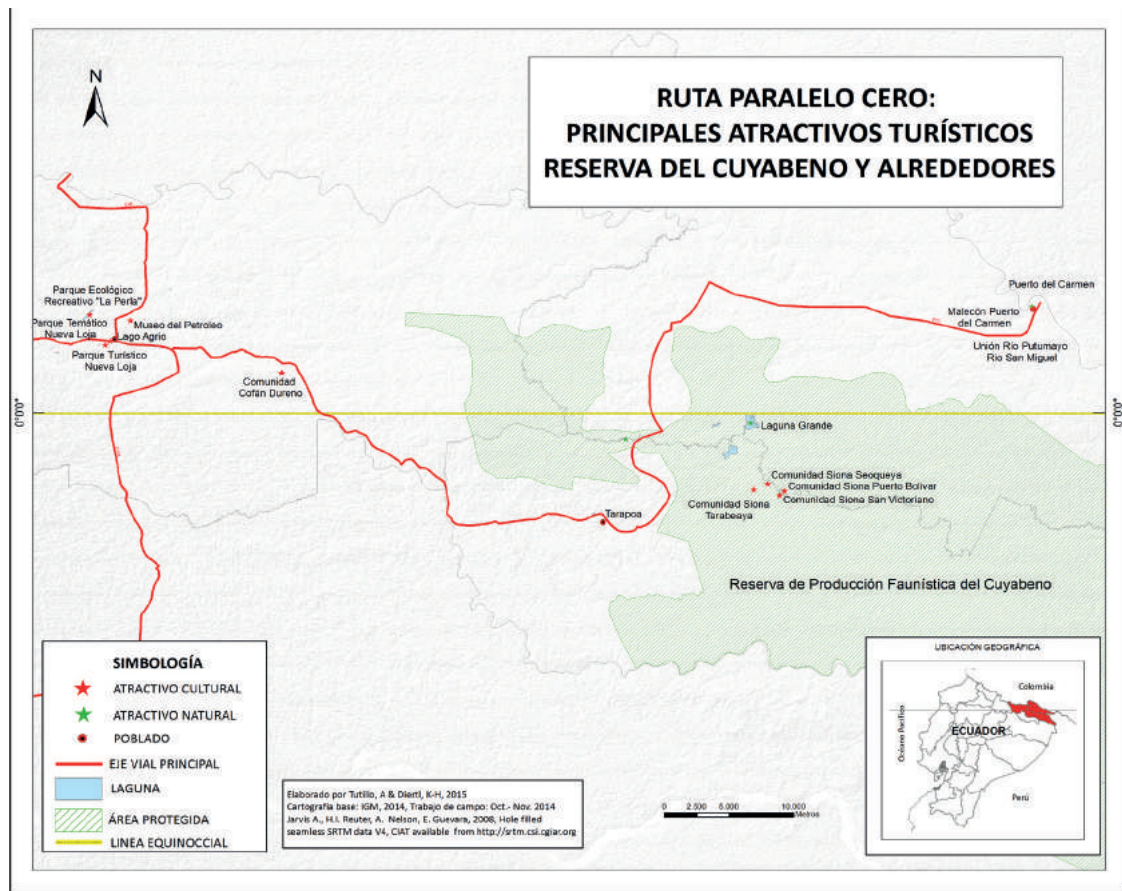 RUTA PARALELO CERO:
PRINCIPALES ATRACTIVOS TURÍSTICOS
RESERVA DEL CUYABENO Y ALREDEDORES
N
Parque Ecológico
Recreativo "La Perla"
Parque Temático
Nueva Loja
Museo del Petroleo
Lago Agrio
Parque Turístico
Nueva Loja
Comunidad
Cofán Dureno
Puerto del Carmen
Malecón Puerto
del Carmen
Unión Río Putumayo
Río San Miguel
0°0'0"
0°0'0"
Laguna Grande
Comunidad Siona Seoqueya
Comunidad Siona Puerto Bolívar
Comunidad Siona San Victoriano
Comunidad Siona
Tarabeaya
Tarapoa
Reserva de Producción Faunística del Cuyabeno
SIMBOLOGÍA
ATRACTIVO CULTURAL
ATRACTIVO NATURAL
POBLADO
EJE VIAL PRINCIPAL
LAGUNA
ÁREA PROTEGIDA
LINEA EQUINOCCIAL
Elaborado por Tutillo, A & Diertl, K-H, 2015
Cartografía base: IGM, 2014, Trabajo de campo: Oct.- Nov. 2014
Jarvis A., H.I. Reuter, A. Nelson, E. Guevara, 2008, Hole filled
seamless SRTM data V4, CIAT available from http://srtm.csi.cgiar.org
0 2.500 5.000 10.000
Metros
UBICACIÓN GEOGRÁFICA
Colombia
Océano Pacífico
ECUADOR
Perú